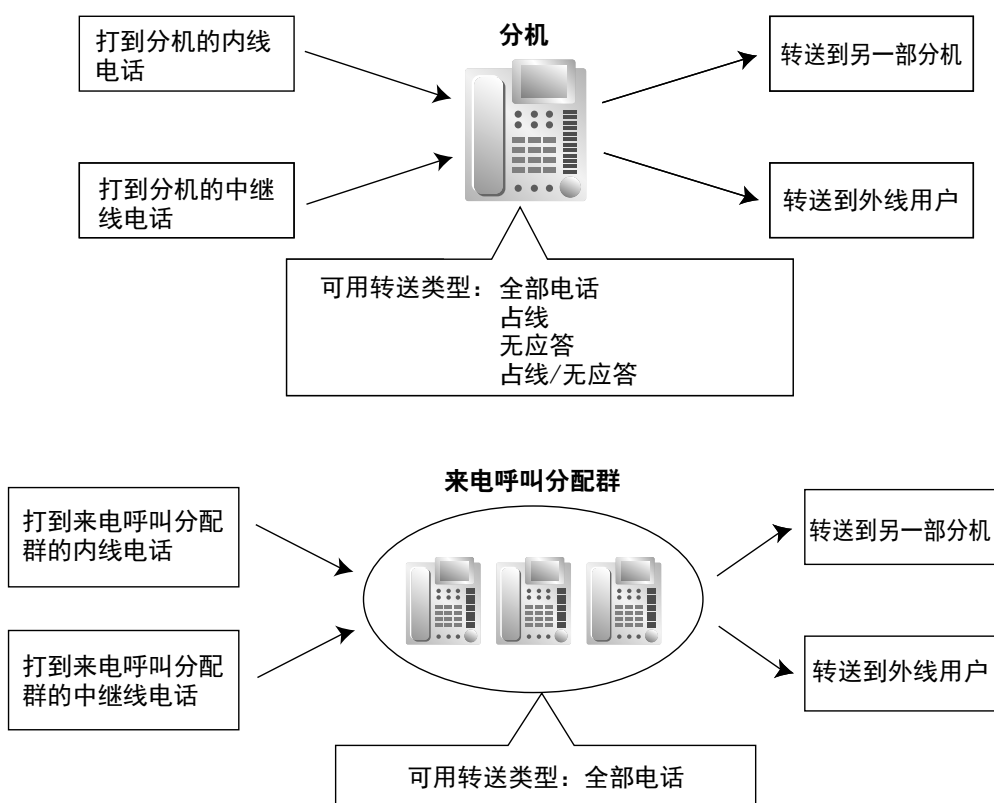 分机
打到分机的内线
电话
转送到另一部分机
打到分机的中继
线电话
转送到外线用户
可用转送类型：全部电话
占线
无应答
占线/无应答
来电呼叫分配群
打到来电呼叫分配
群的内线电话
转送到另一部分机
打到来电呼叫分配
群的中继线电话
转送到外线用户
可用转送类型：全部电话